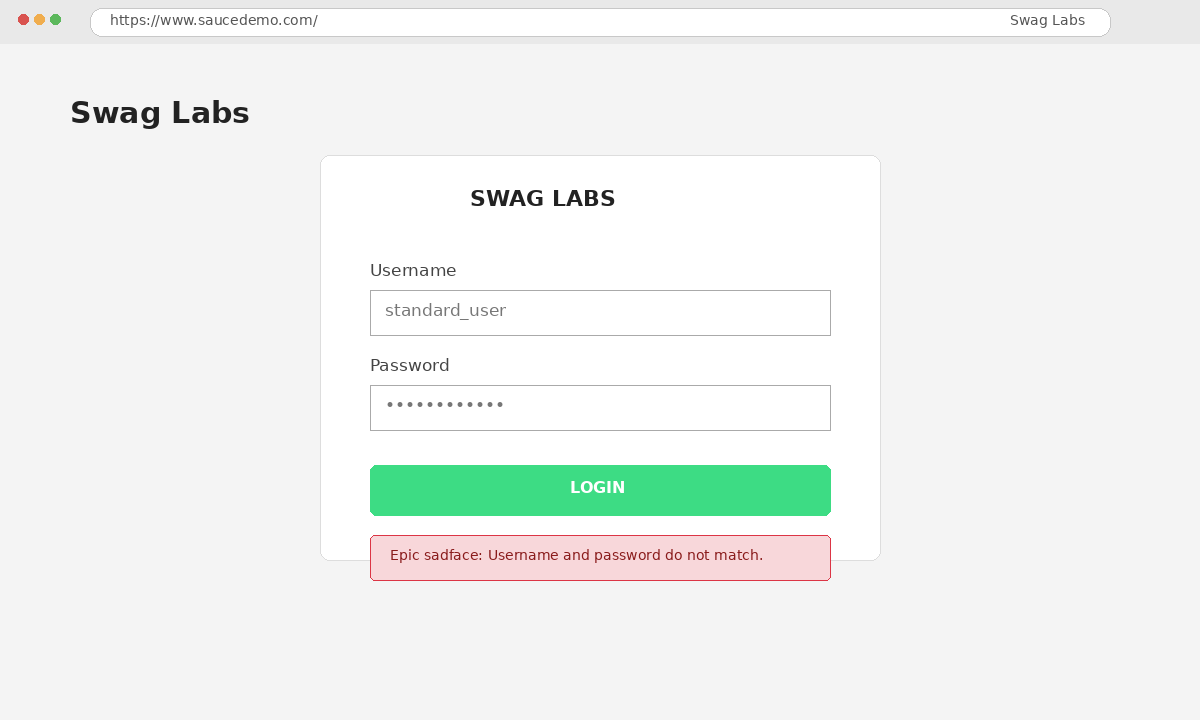 https://www.saucedemo.com/ Swag Labs
Swag Labs
SWAG LABS
Username
standard_user
Password
••••••••••••
LOGIN
Epic sadface: Username and password do not match.